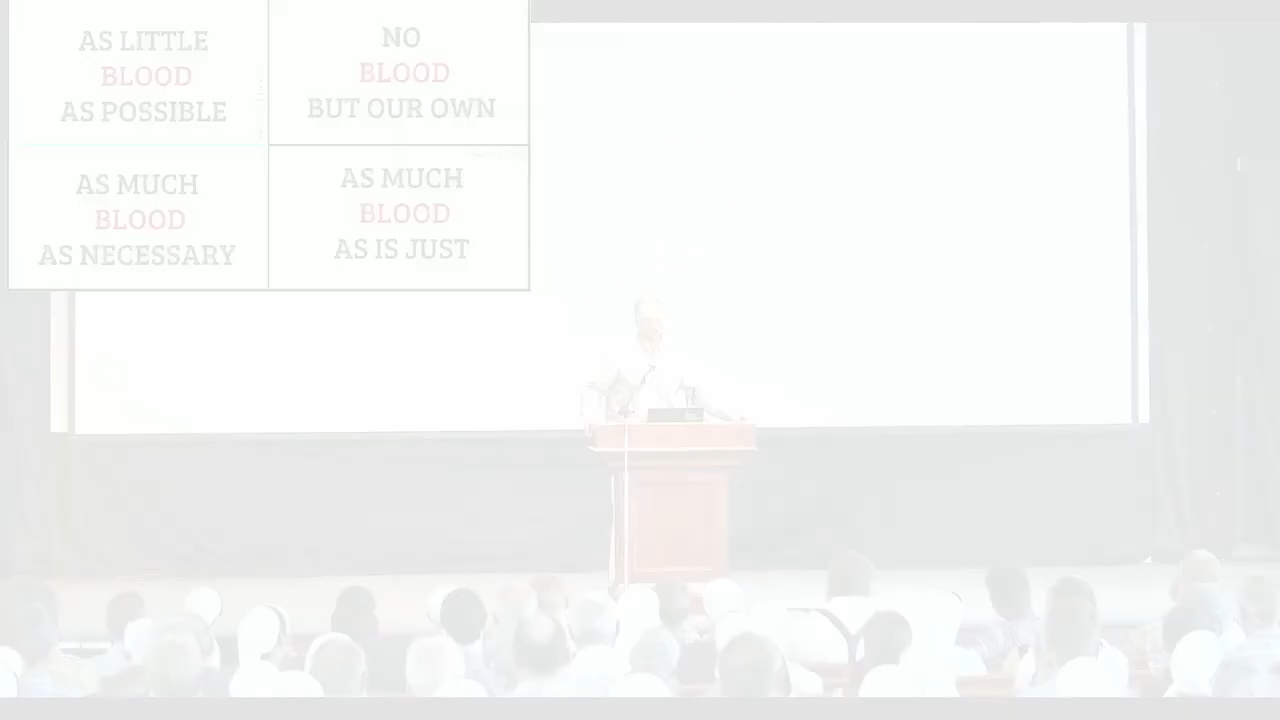 AS LITTLE
BLOOD
AS POSSIBLE
NO
BLOOD
BUT OUR OWN
AS MUCH
BLOOD
AS NECESSARY
AS MUCH
BLOOD
AS IS JUST